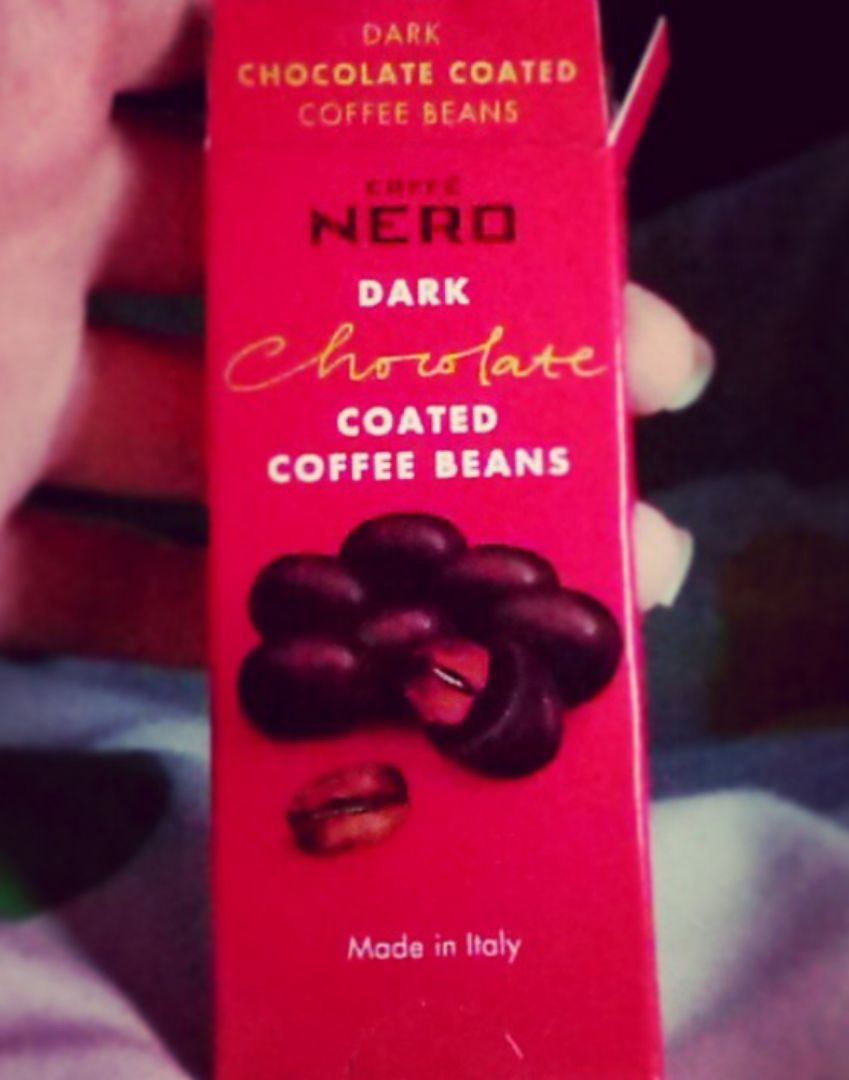 DARK
CHOCOLATE COATED
COFFEE BEANS
CAFFÈ
NERO
DARK
Chocolate
COATED
COFFEE BEANS
Made in Italy